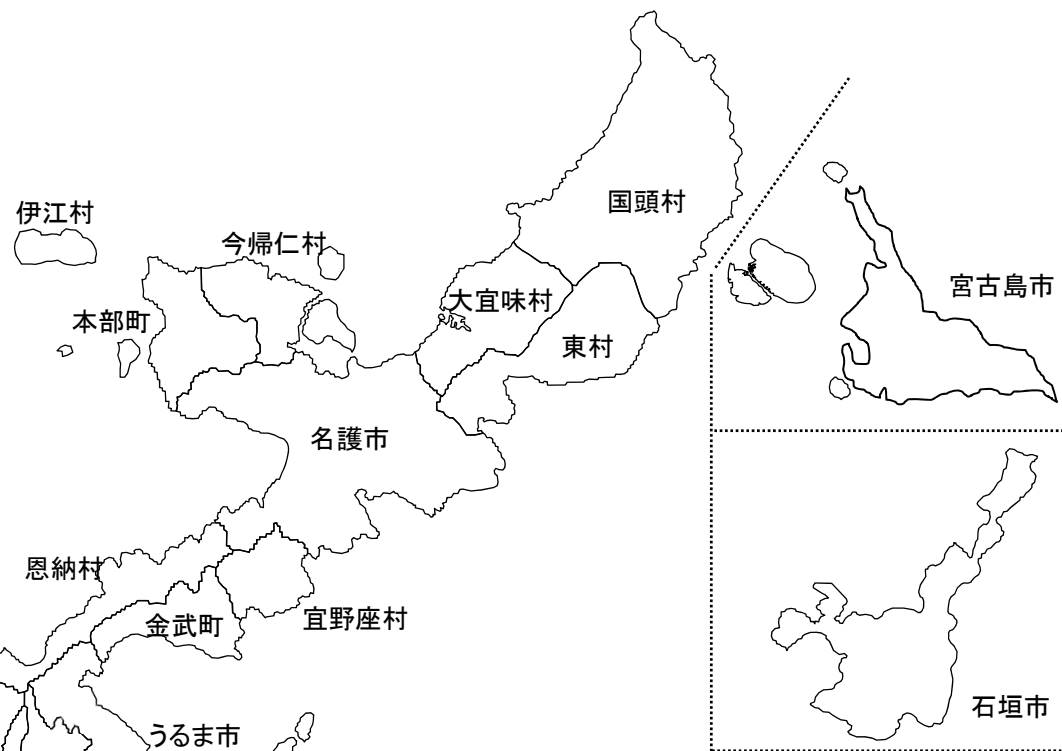 国頭村
伊江村
今帰仁村
宮古島市
大宜味村
本部町
東村
名護市
恩納村
宜野座村
金武町
石垣市
うるま市